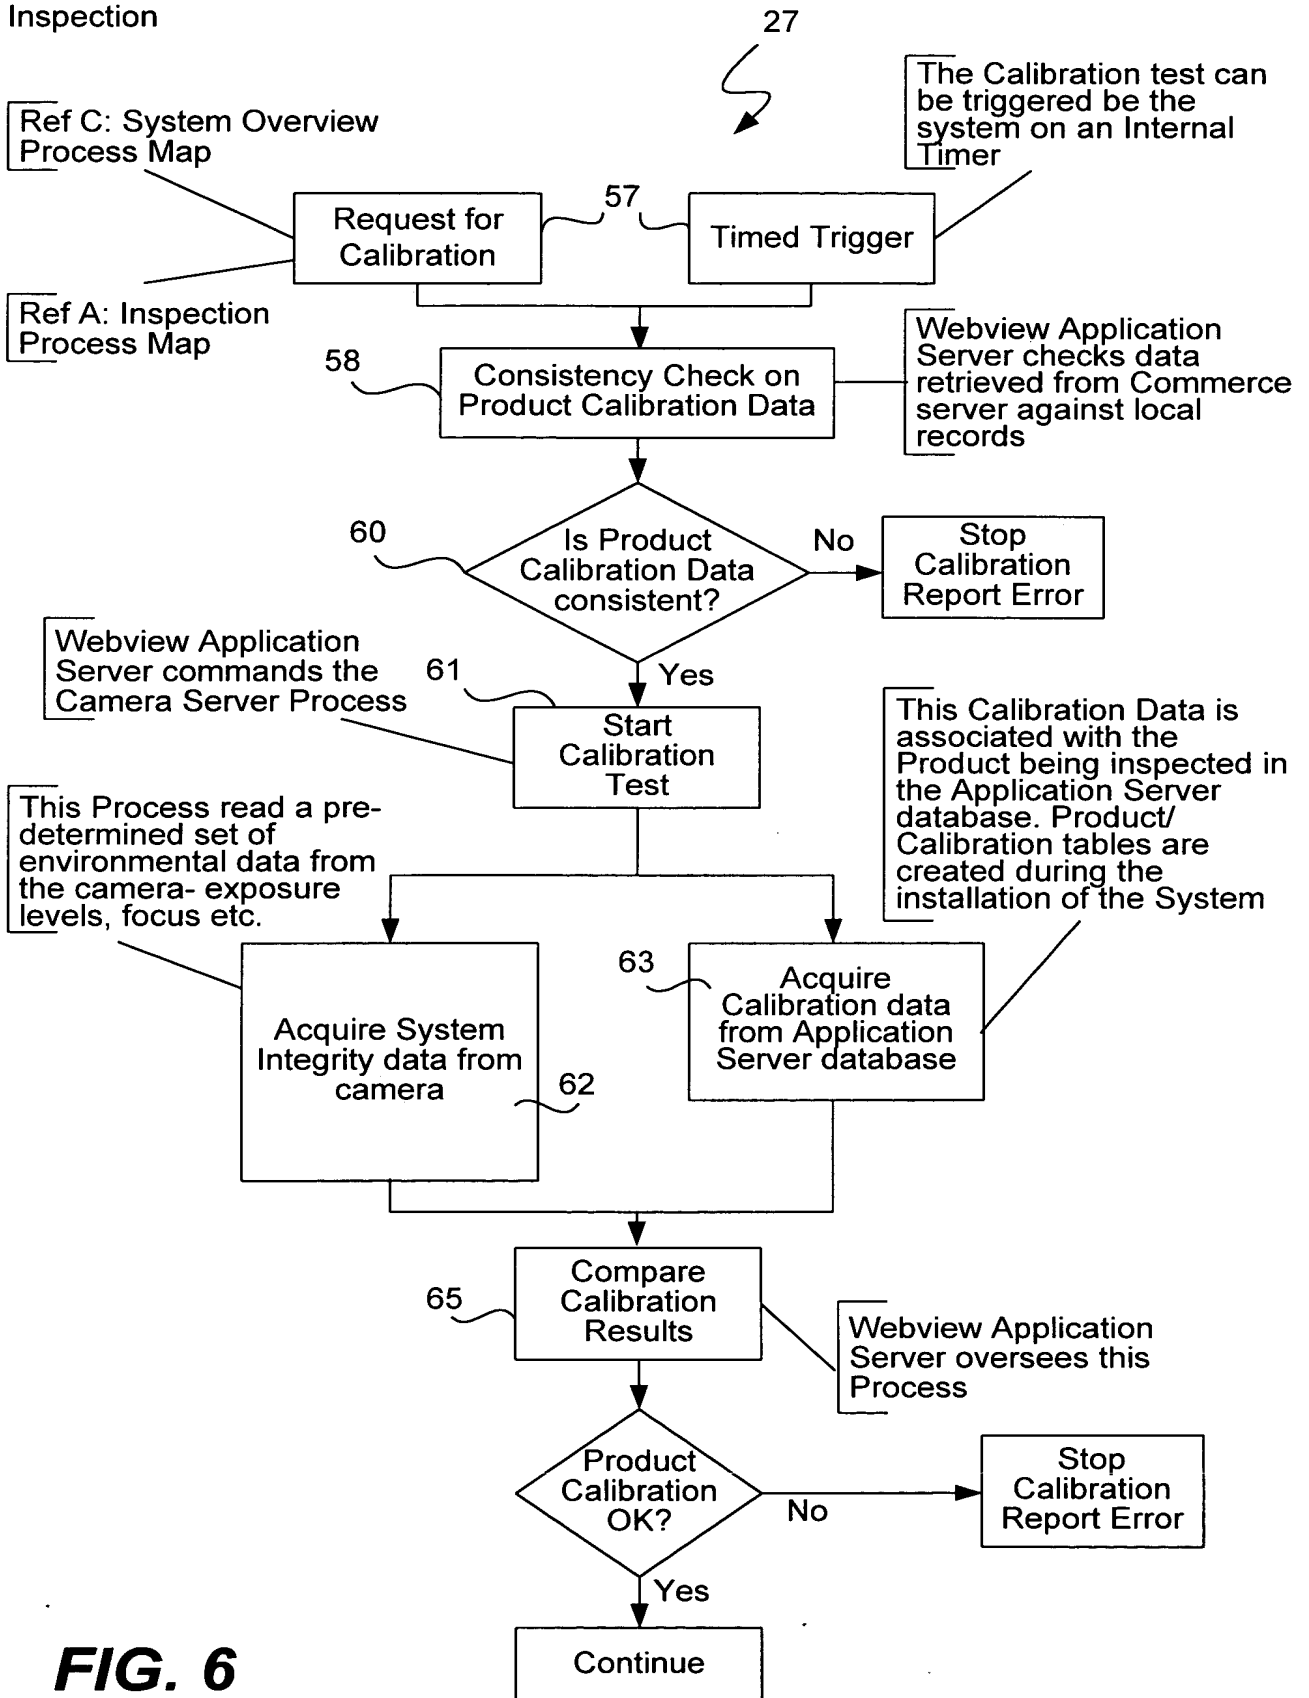 Inspection
27
The Calibration test can
be triggered be the
system on an Internal
Timer
Ref C: System Overview
Process Map
Request for
Calibration
57
Timed Trigger
Ref A: Inspection
Process Map
58
Consistency Check on
Product Calibration Data
Webview Application
Server checks data
retrieved from Commerce
server against local
records
60
Is Product
Calibration Data
consistent?
No
Stop
Calibration
Report Error
Yes
Webview Application
Server commands the
Camera Server Process
61
Start
Calibration
Test
This Calibration Data is
associated with the
Product being inspected in
the Application Server
database. Product/
Calibration tables are
created during the
installation of the System
This Process read a pre-
determined set of
environmental data from
the camera- exposure
levels, focus etc.
Acquire System
Integrity data from
camera
62
63
Acquire
Calibration data
from Application
Server database
65
Compare
Calibration
Results
Webview Application
Server oversees this
Process
Product
Calibration
OK?
No
Stop
Calibration
Report Error
Yes
Continue
FIG. 6